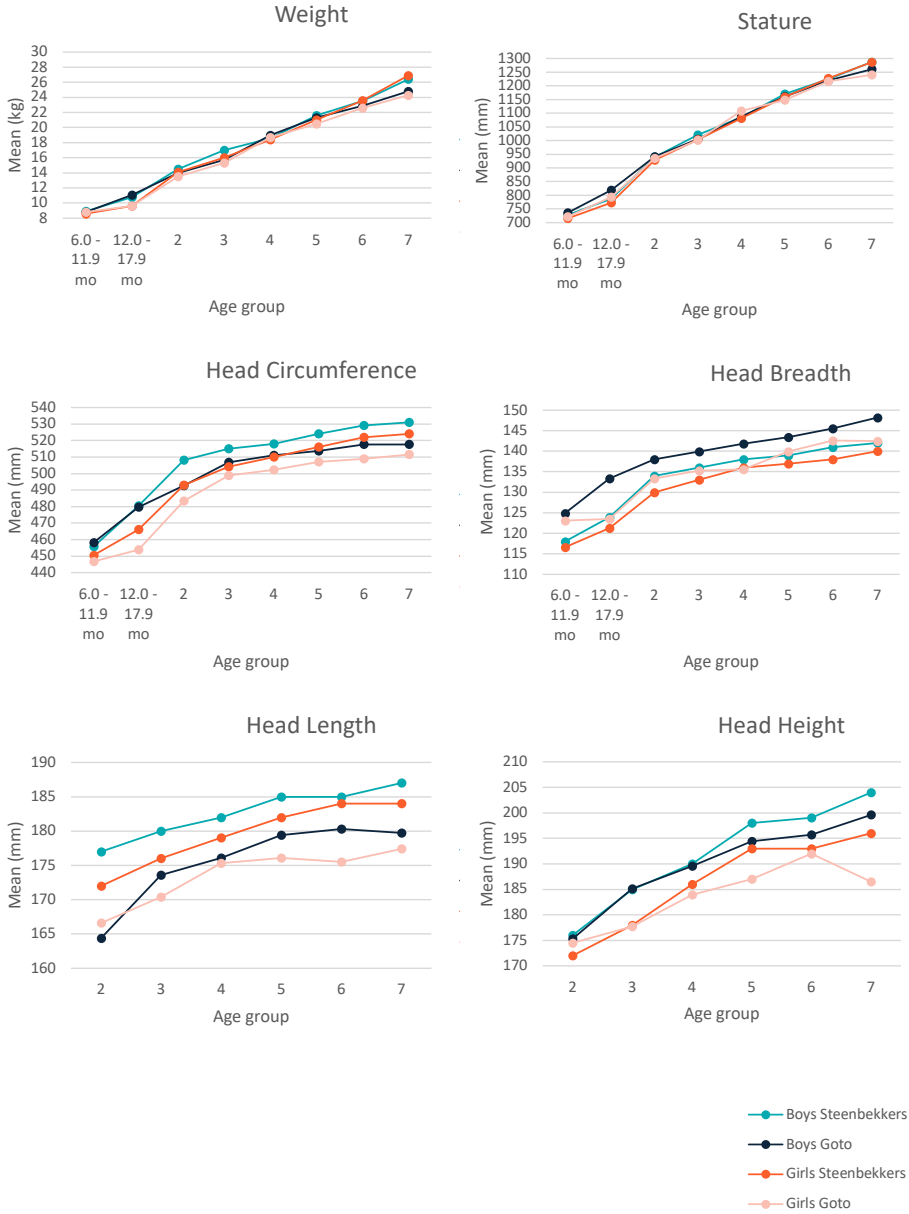 Weight
Mean (kg)
30
28
26
24
22
20
18
16
14
12
10
8
6.0 - 12.0 - 2 3 4 5 6 7
11.9 17.9
mo mo
Age group
Stature
Mean (mm)
1300
1250
1200
1150
1100
1050
1000
950
900
850
800
750
700
6.0 - 12.0 - 2 3 4 5 6 7
11.9 17.9
mo mo
Age group
Head Circumference
Mean (mm)
540
530
520
510
500
490
480
470
460
450
440
6.0 - 12.0 - 2 3 4 5 6 7
11.9 17.9
mo mo
Age group
Head Breadth
Mean (mm)
150
145
140
135
130
125
120
115
110
6.0 - 12.0 - 2 3 4 5 6 7
11.9 17.9
mo mo
Age group
Head Length
Mean (mm)
190
185
180
175
170
165
160
2 3 4 5 6 7
Age group
Head Height
Mean (mm)
210
205
200
195
190
185
180
175
170
2 3 4 5 6 7
Age group
Boys Steenbekkers
Boys Goto
Girls Steenbekkers
Girls Goto